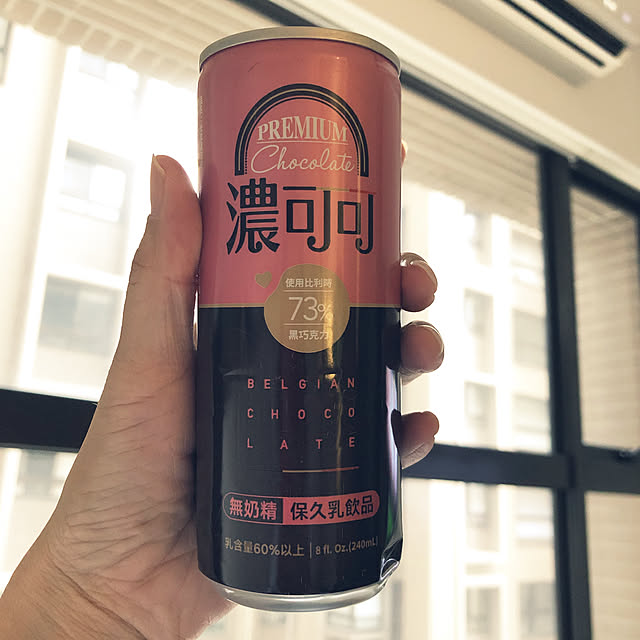 PREMIUM
Chocolate
濃可可
使用比利時
73%
黑巧克力
BELGIAN
CHOCO
LATE
無奶精 保久乳飲品
乳含量60%以上 | 8 fl. Oz.(240mL)